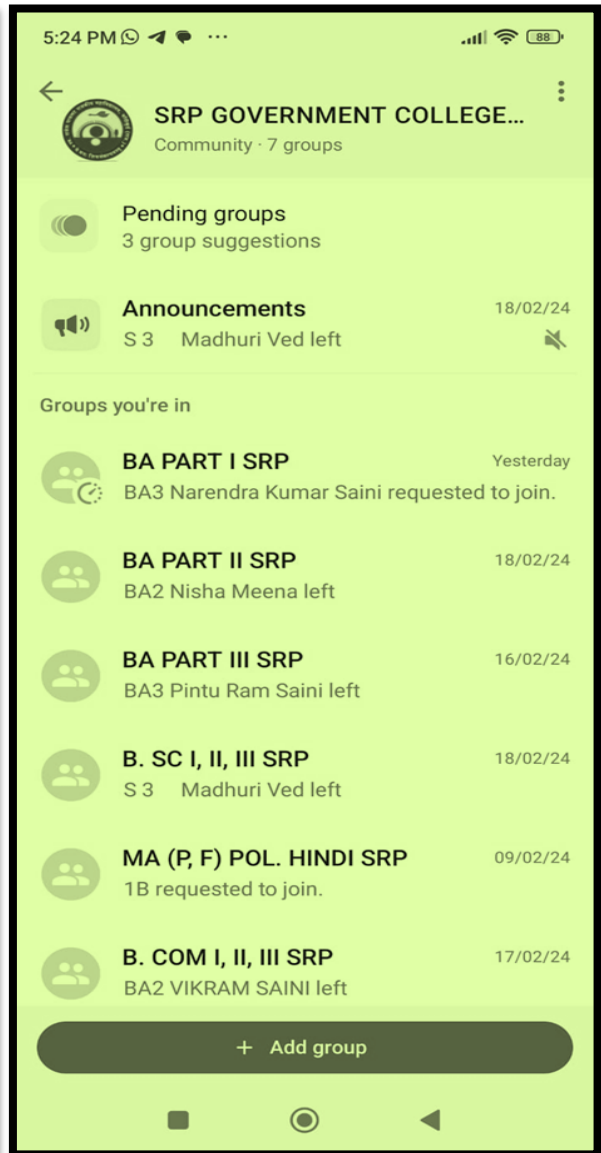 5:24 PM ...
88
SRP GOVERNMENT COLLEGE...
Community · 7 groups
Pending groups
3 group suggestions
Announcements 18/02/24
S 3 Madhuri Ved left
Groups you're in
BA PART I SRP Yesterday
BA3 Narendra Kumar Saini requested to join.
BA PART II SRP 18/02/24
BA2 Nisha Meena left
BA PART III SRP 16/02/24
BA3 Pintu Ram Saini left
B. SC I, II, III SRP 18/02/24
S 3 Madhuri Ved left
MA (P, F) POL. HINDI SRP 09/02/24
1B requested to join.
B. COM I, II, III SRP 17/02/24
BA2 VIKRAM SAINI left
+ Add group